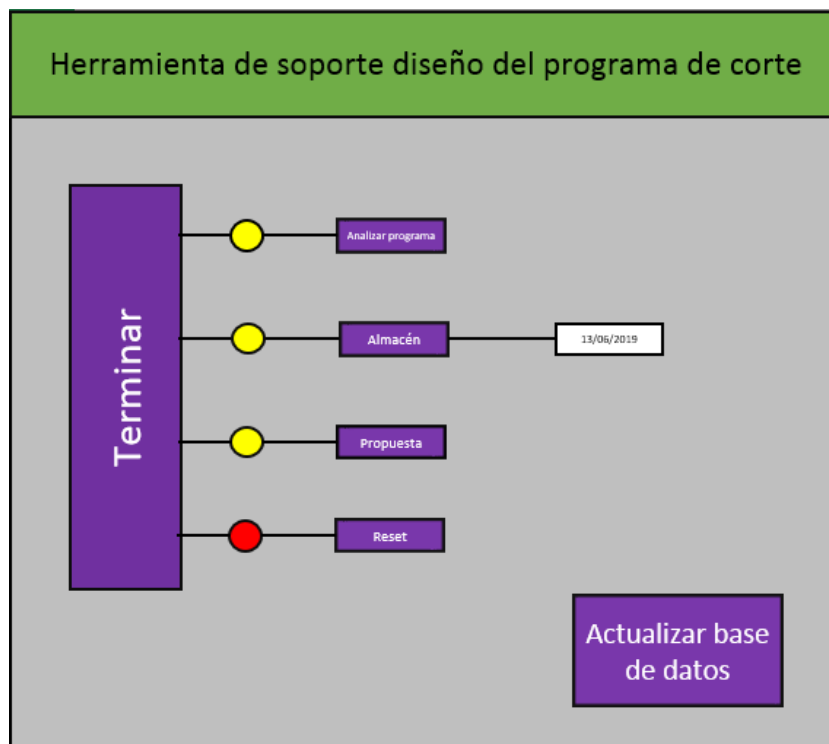 Herramienta de soporte diseño del programa de corte
Terminar
Analizar programa
Almacén
13/06/2019
Propuesta
Reset
Actualizar base
de datos